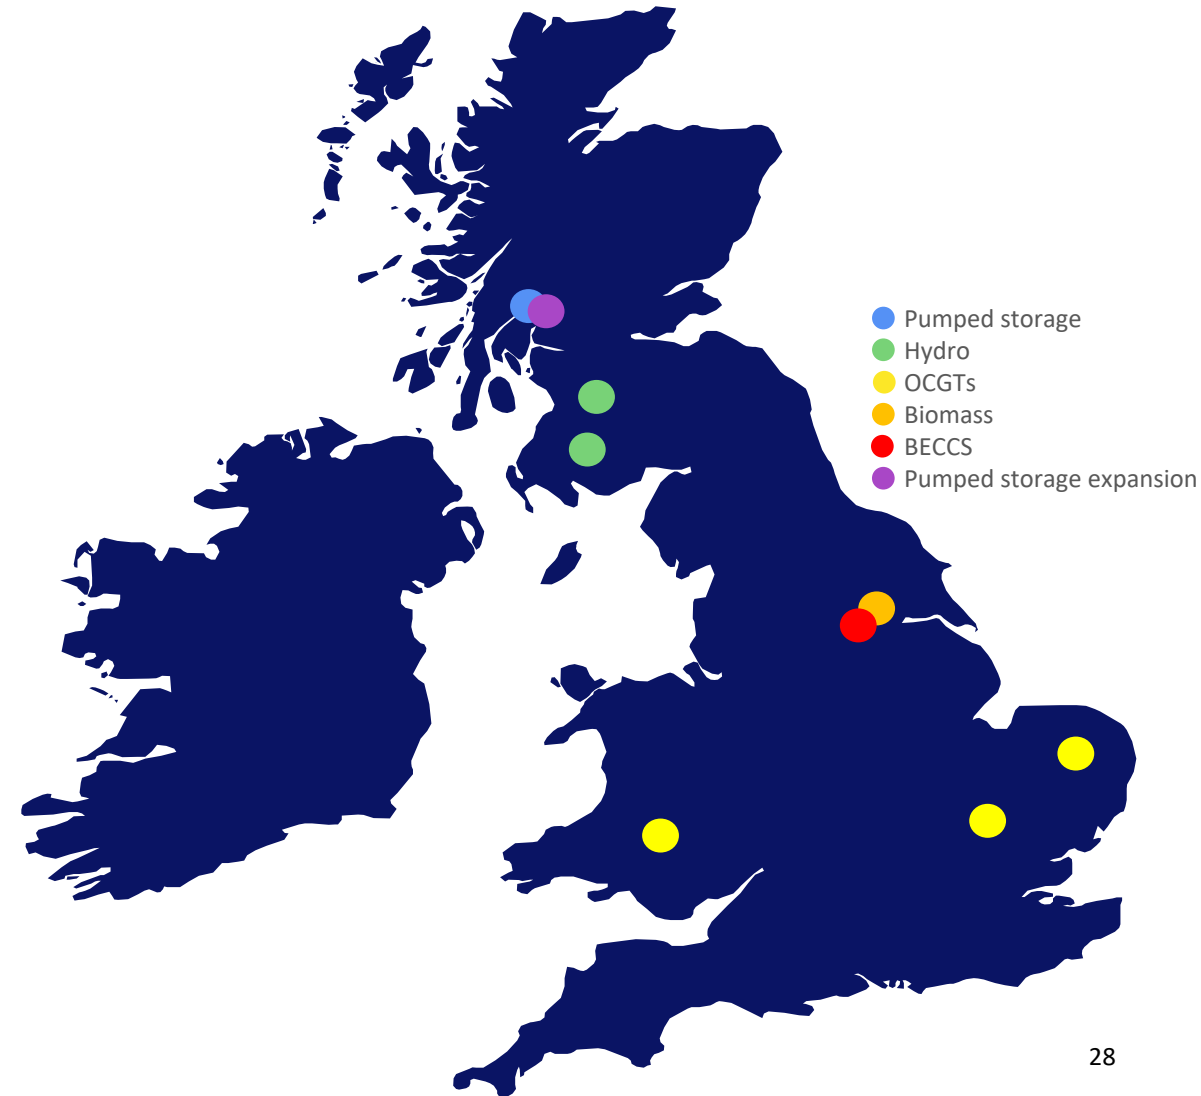 Pumped storage
Hydro
OCGTs
Biomass
BECCS
Pumped storage expansion
28